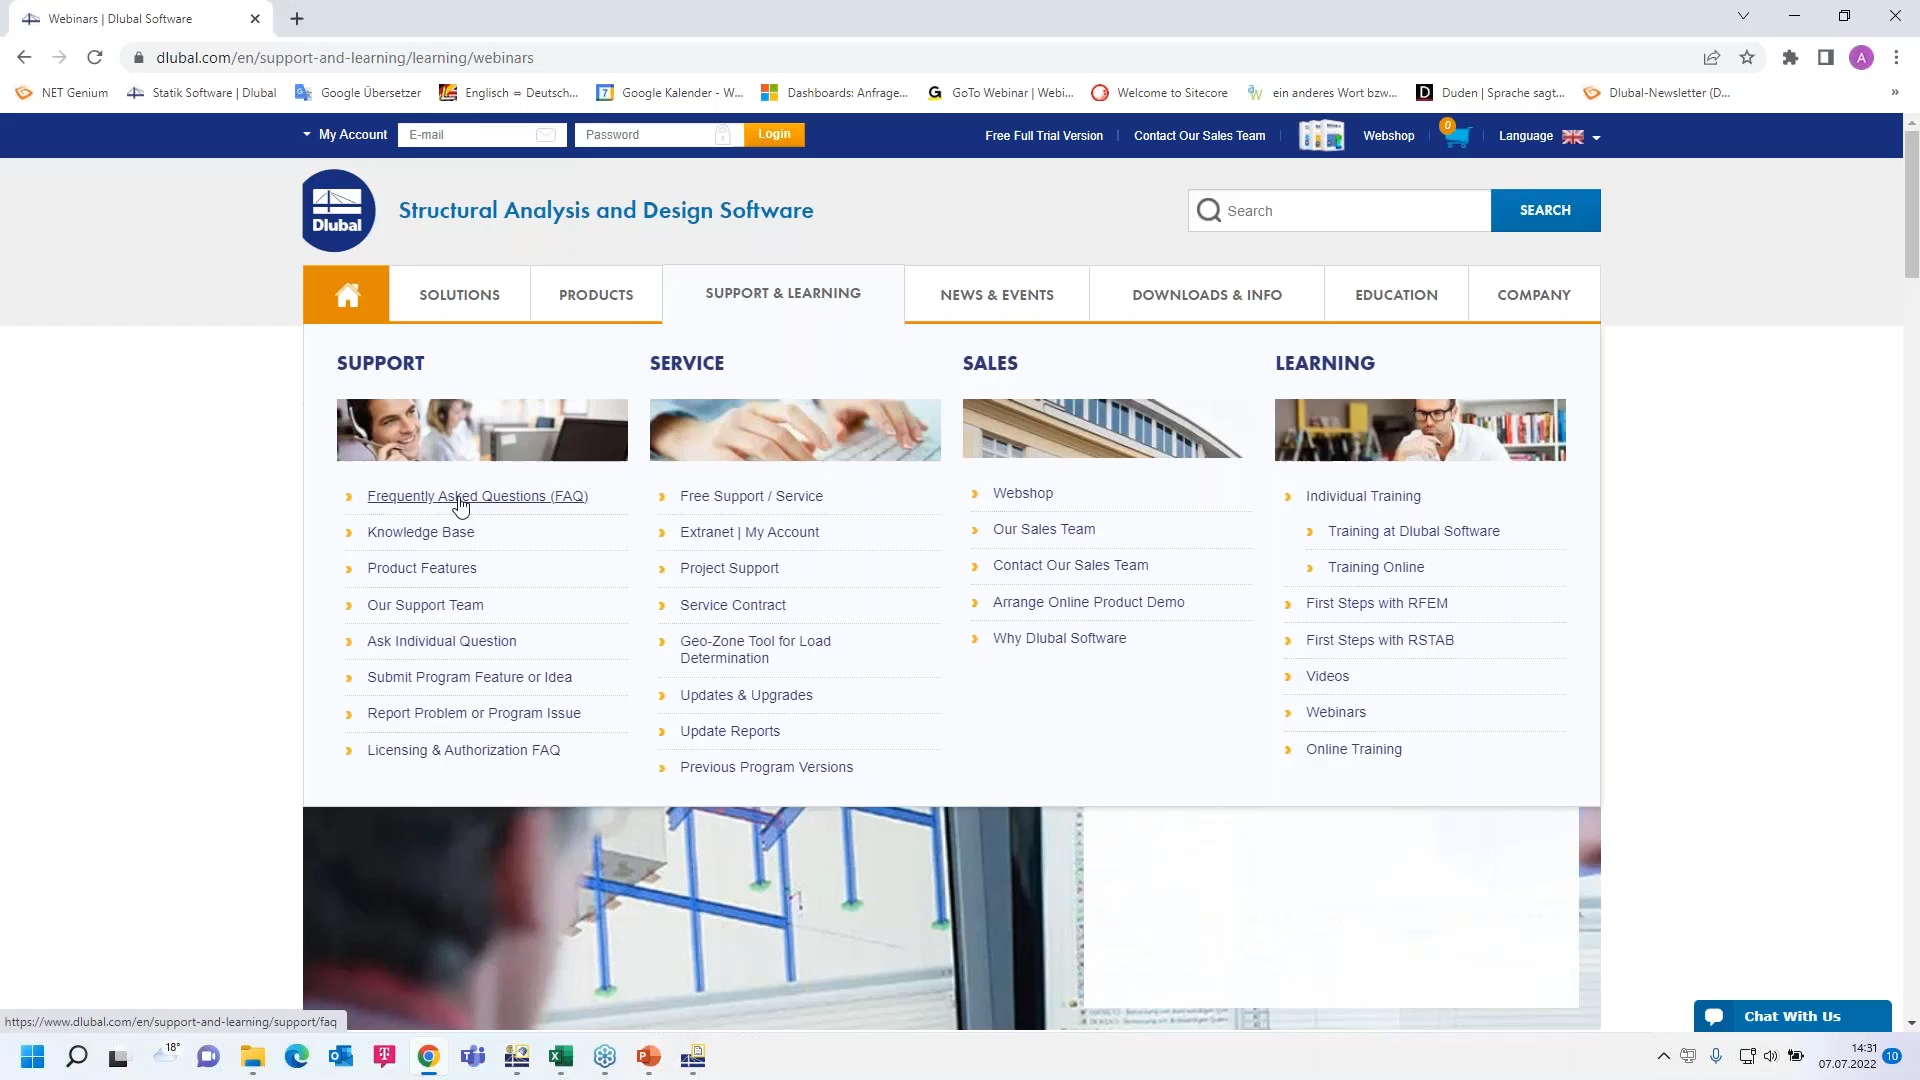 Webinars | Dlubal Software
dlubal.com/en/support-and-learning/learning/webinars
A
NET Genium
Statik Software | Dlubal
Google Übersetzer
Englisch ⇔ Deutsch...
Google Kalender - W...
Dashboards: Anfrage...
GoTo Webinar | Webi...
Welcome to Sitecore
ein anderes Wort bzw...
Duden | Sprache sagt...
Dlubal-Newsletter (D...
»
My Account
E-mail
Password
Login
Free Full Trial Version
Contact Our Sales Team
Webshop
0
Language
Dlubal
Structural Analysis and Design Software
Search
SEARCH
SOLUTIONS
PRODUCTS
SUPPORT & LEARNING
NEWS & EVENTS
DOWNLOADS & INFO
EDUCATION
COMPANY
SUPPORT
Frequently Asked Questions (FAQ)
Knowledge Base
Product Features
Our Support Team
Ask Individual Question
Submit Program Feature or Idea
Report Problem or Program Issue
Licensing & Authorization FAQ
SERVICE
Free Support / Service
Extranet | My Account
Project Support
Service Contract
Geo-Zone Tool for Load
Determination
Updates & Upgrades
Update Reports
Previous Program Versions
SALES
Webshop
Our Sales Team
Contact Our Sales Team
Arrange Online Product Demo
Why Dlubal Software
LEARNING
Individual Training
Training at Dlubal Software
Training Online
First Steps with RFEM
First Steps with RSTAB
Videos
Webinars
Online Training
Chat With Us
https://www.dlubal.com/en/support-and-learning/support/faq
18°
14:31
07.07.2022
10